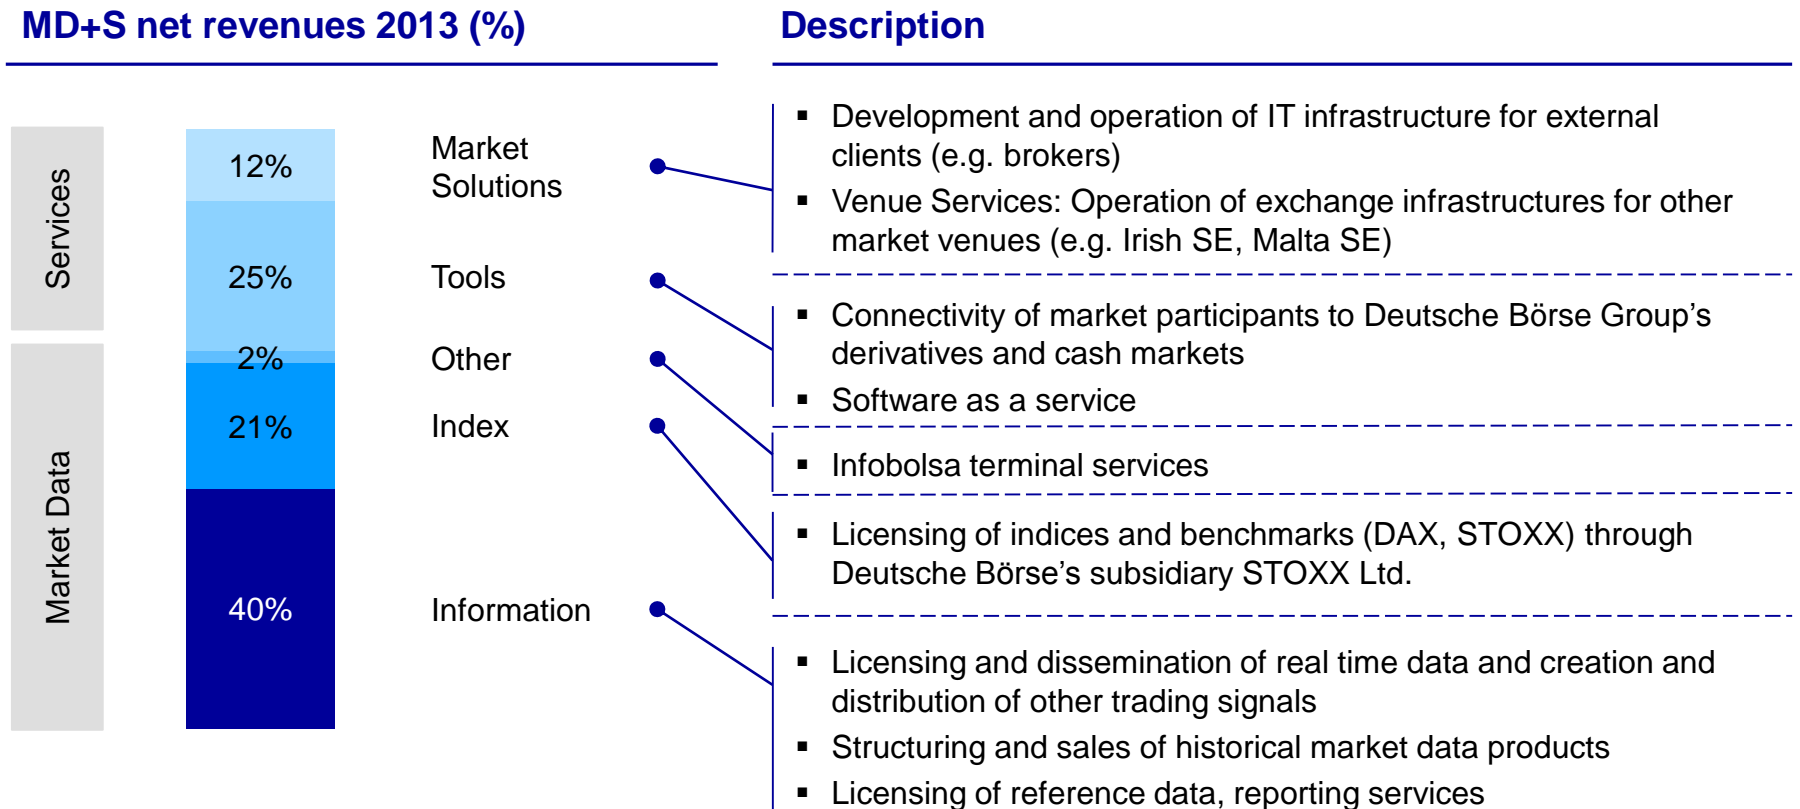 MD+S net revenues 2013 (%)
Description
Services
Market Data
12%
25%
2%
21%
40%
Market
Solutions
Tools
Other
Index
Information
▪ Development and operation of IT infrastructure for external
clients (e.g. brokers)
▪ Venue Services: Operation of exchange infrastructures for other
market venues (e.g. Irish SE, Malta SE)
▪ Connectivity of market participants to Deutsche Börse Group's
derivatives and cash markets
▪ Software as a service
▪ Infobolsa terminal services
▪ Licensing of indices and benchmarks (DAX, STOXX) through
Deutsche Börse's subsidiary STOXX Ltd.
▪ Licensing and dissemination of real time data and creation and
distribution of other trading signals
▪ Structuring and sales of historical market data products
▪ Licensing of reference data, reporting services